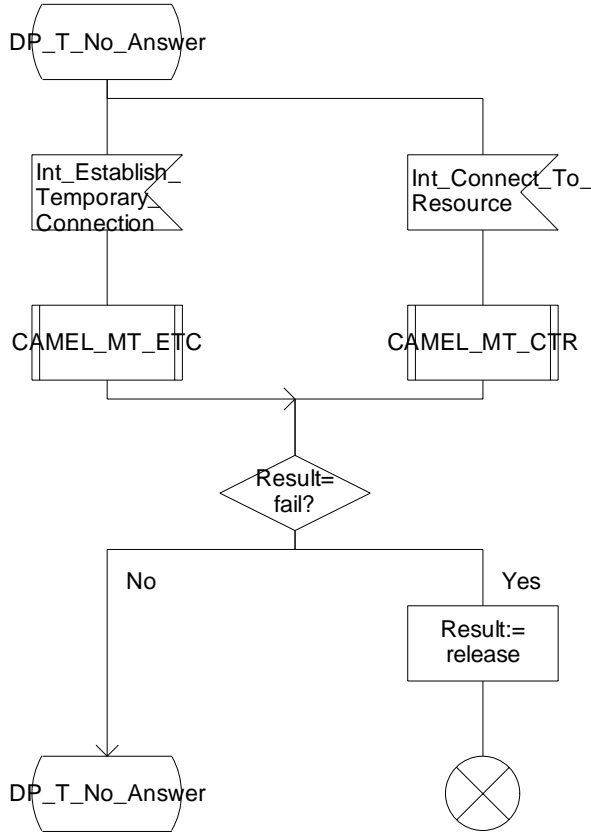 DP_T_No_Answer
Int_Establish_
Temporary_
Connection
Int_Connect_To_
Resource
CAMEL_MT_ETC
CAMEL_MT_CTR
Result=
fail?
No
Yes
Result:=
release
DP_T_No_Answer